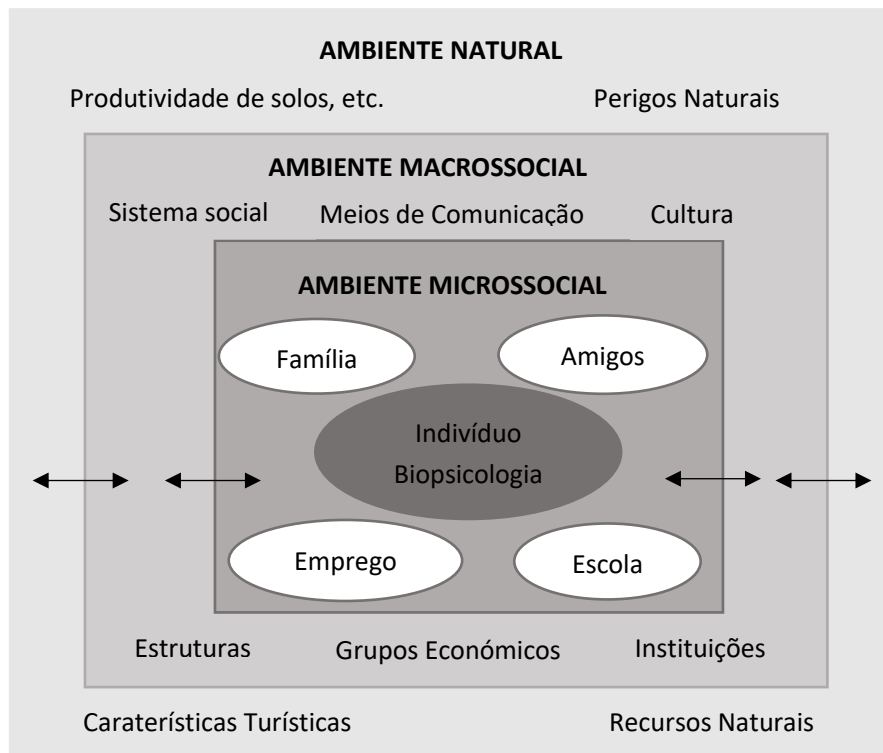 AMBIENTE NATURAL
Produtividade de solos, etc. Perigos Naturais
AMBIENTE MACROSSOCIAL
Sistema social Meios de Comunicação Cultura
AMBIENTE MICROSSOCIAL
Família Amigos
Indivíduo
Biopsicologia
Emprego Escola
Estruturas Grupos Económicos Instituições
Caraterísticas Turísticas Recursos Naturais